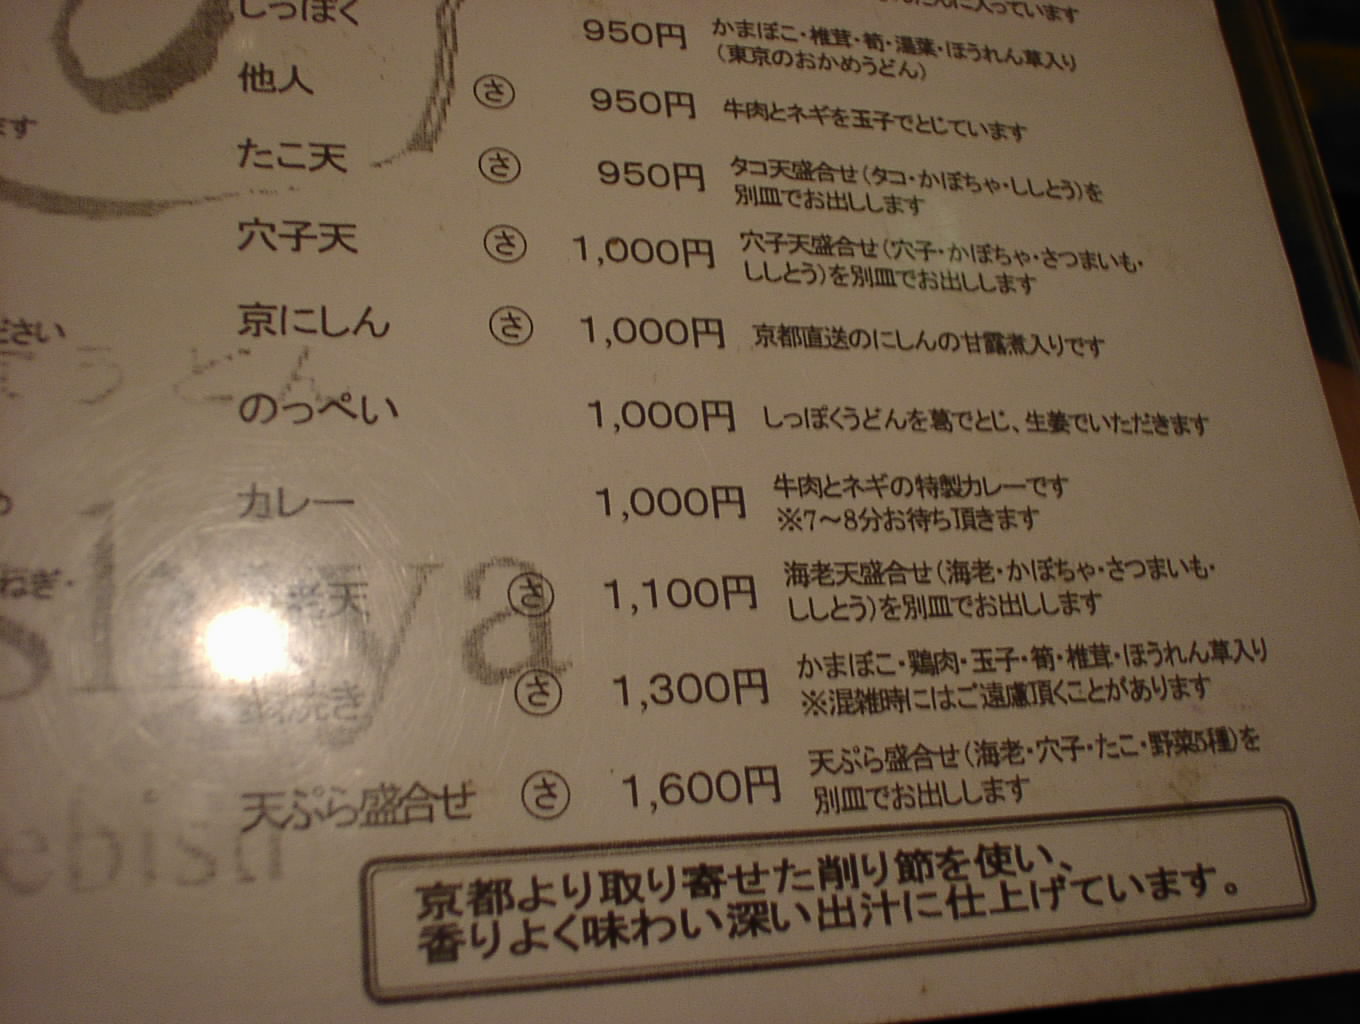 しっぽく 950円 かまぼこ・椎茸・筍・湯葉・ほうれん草入り
(東京のおかめうどん)
他人 さ 950円 牛肉とネギを玉子でとじています
たこ天 さ 950円 タコ天盛合せ(タコ・かぼちゃ・ししとう)を
別皿でお出しします
穴子天 さ 1,000円 穴子天盛合せ(穴子・かぼちゃ・さつまいも・
ししとう)を別皿でお出しします
京にしん さ 1,000円 京都直送のにしんの甘露煮入りです
のっぺい 1,000円 しっぽくうどんを葛でとじ、生姜でいただきます
カレー 1,000円 牛肉とネギの特製カレーです
※7～8分お待ち頂きます
老天 さ 1,100円 海老天盛合せ(海老・かぼちゃ・さつまいも・
ししとう)を別皿でお出しします
焼き さ 1,300円 かまぼこ・鶏肉・玉子・筍・椎茸・ほうれん草入り
※混雑時にはご遠慮頂くことがあります
天ぷら盛合せ さ 1,600円 天ぷら盛合せ(海老・穴子・たこ・野菜5種)を
別皿でお出しします
京都より取り寄せた削り節を使い、
香りよく味わい深い出汁に仕上げています。
ます
ださい
うどん
ねぎ・
ya
ebisu